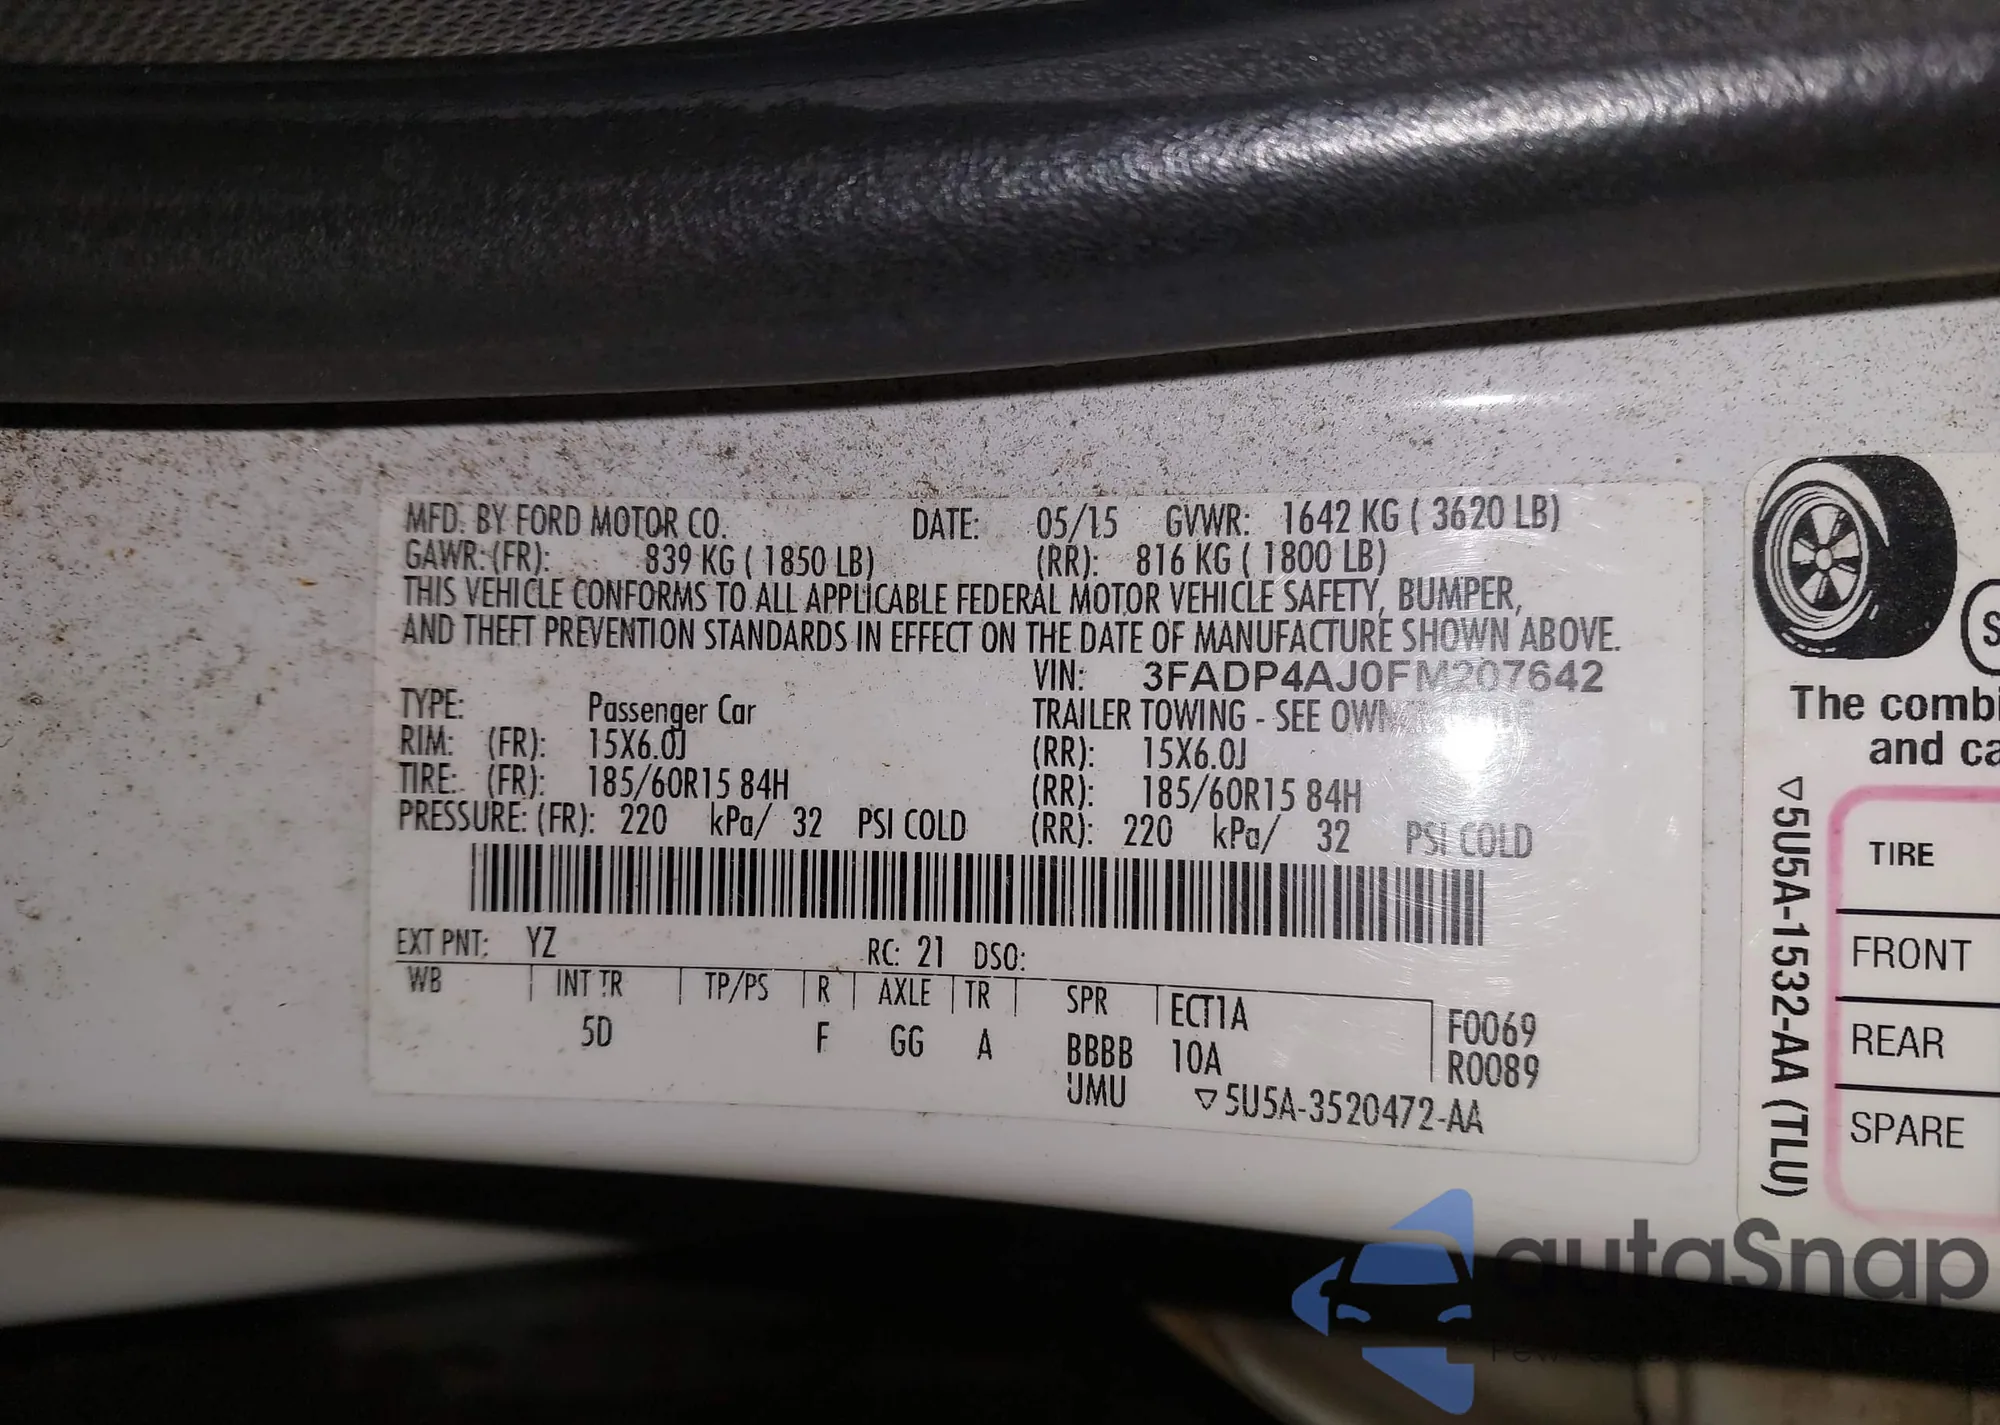 MFD. BY FORD MOTOR CO. DATE: 05/15 GVWR: 1642 KG ( 3620 LB)
GAWR: (FR): 839 KG ( 1850 LB) (RR): 816 KG ( 1800 LB)
THIS VEHICLE CONFORMS TO ALL APPLICABLE FEDERAL MOTOR VEHICLE SAFETY, BUMPER,
AND THEFT PREVENTION STANDARDS IN EFFECT ON THE DATE OF MANUFACTURE SHOWN ABOVE.
VIN: 3FADP4AJ0FM207642
TYPE: Passenger Car TRAILER TOWING - SEE
RIM: (FR): 15X6.0J (RR): 15X6.0J
TIRE: (FR): 185/60R15 84H (RR): 185/60R15 84H
PRESSURE: (FR): 220 kPa/ 32 PSI COLD (RR): 220 kPa/ 32 PSI COLD
EXT PNT: YZ RC: 21 DSO:
WB INT TR TP/PS R AXLE TR SPR ECT1A
5D F GG A BBBB 10A F0069
UMU R0089
▽5U5A-3520472-AA
The combi
and ca
▽5U5A-1532-AA (TLU)
TIRE
FRONT
REAR
SPARE
autaSnap